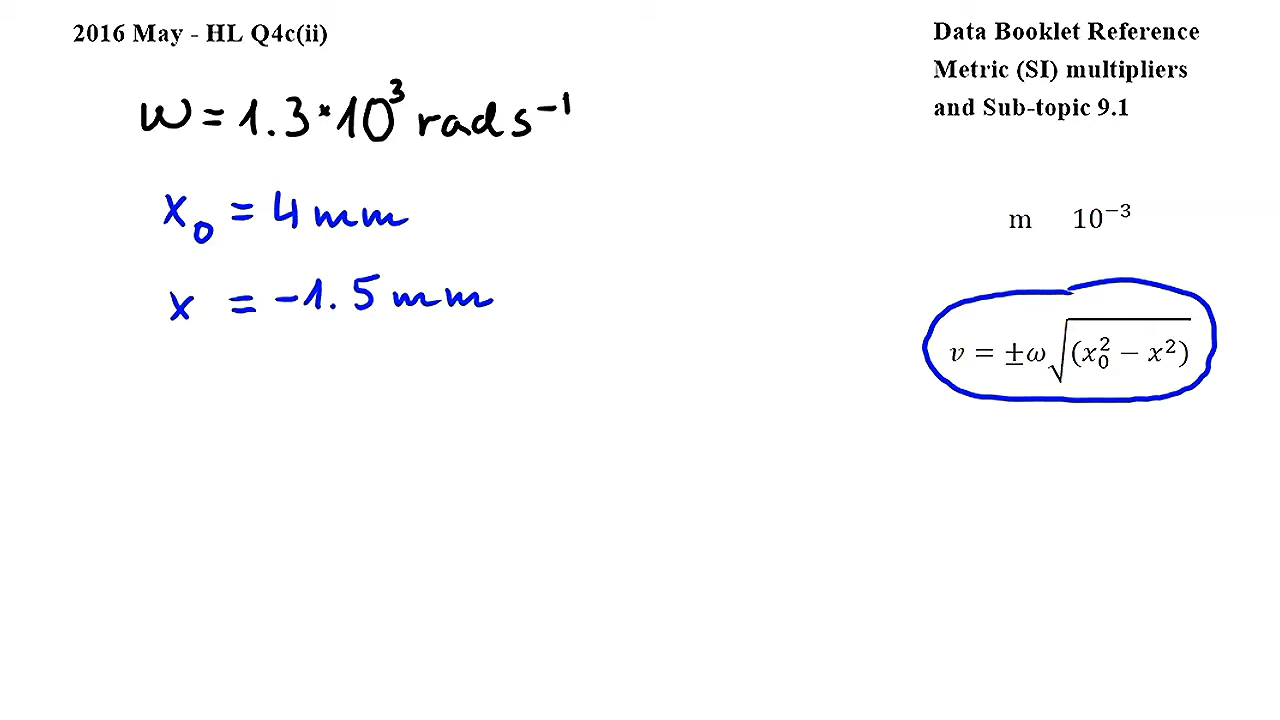 2016 May - HL Q4c(ii)
ω = 1.3*10³ rad s⁻¹
x₀ = 4 mm
x = -1.5 mm
Data Booklet Reference
Metric (SI) multipliers
and Sub-topic 9.1
m 10⁻³
v = ±ω√(x₀² − x²)